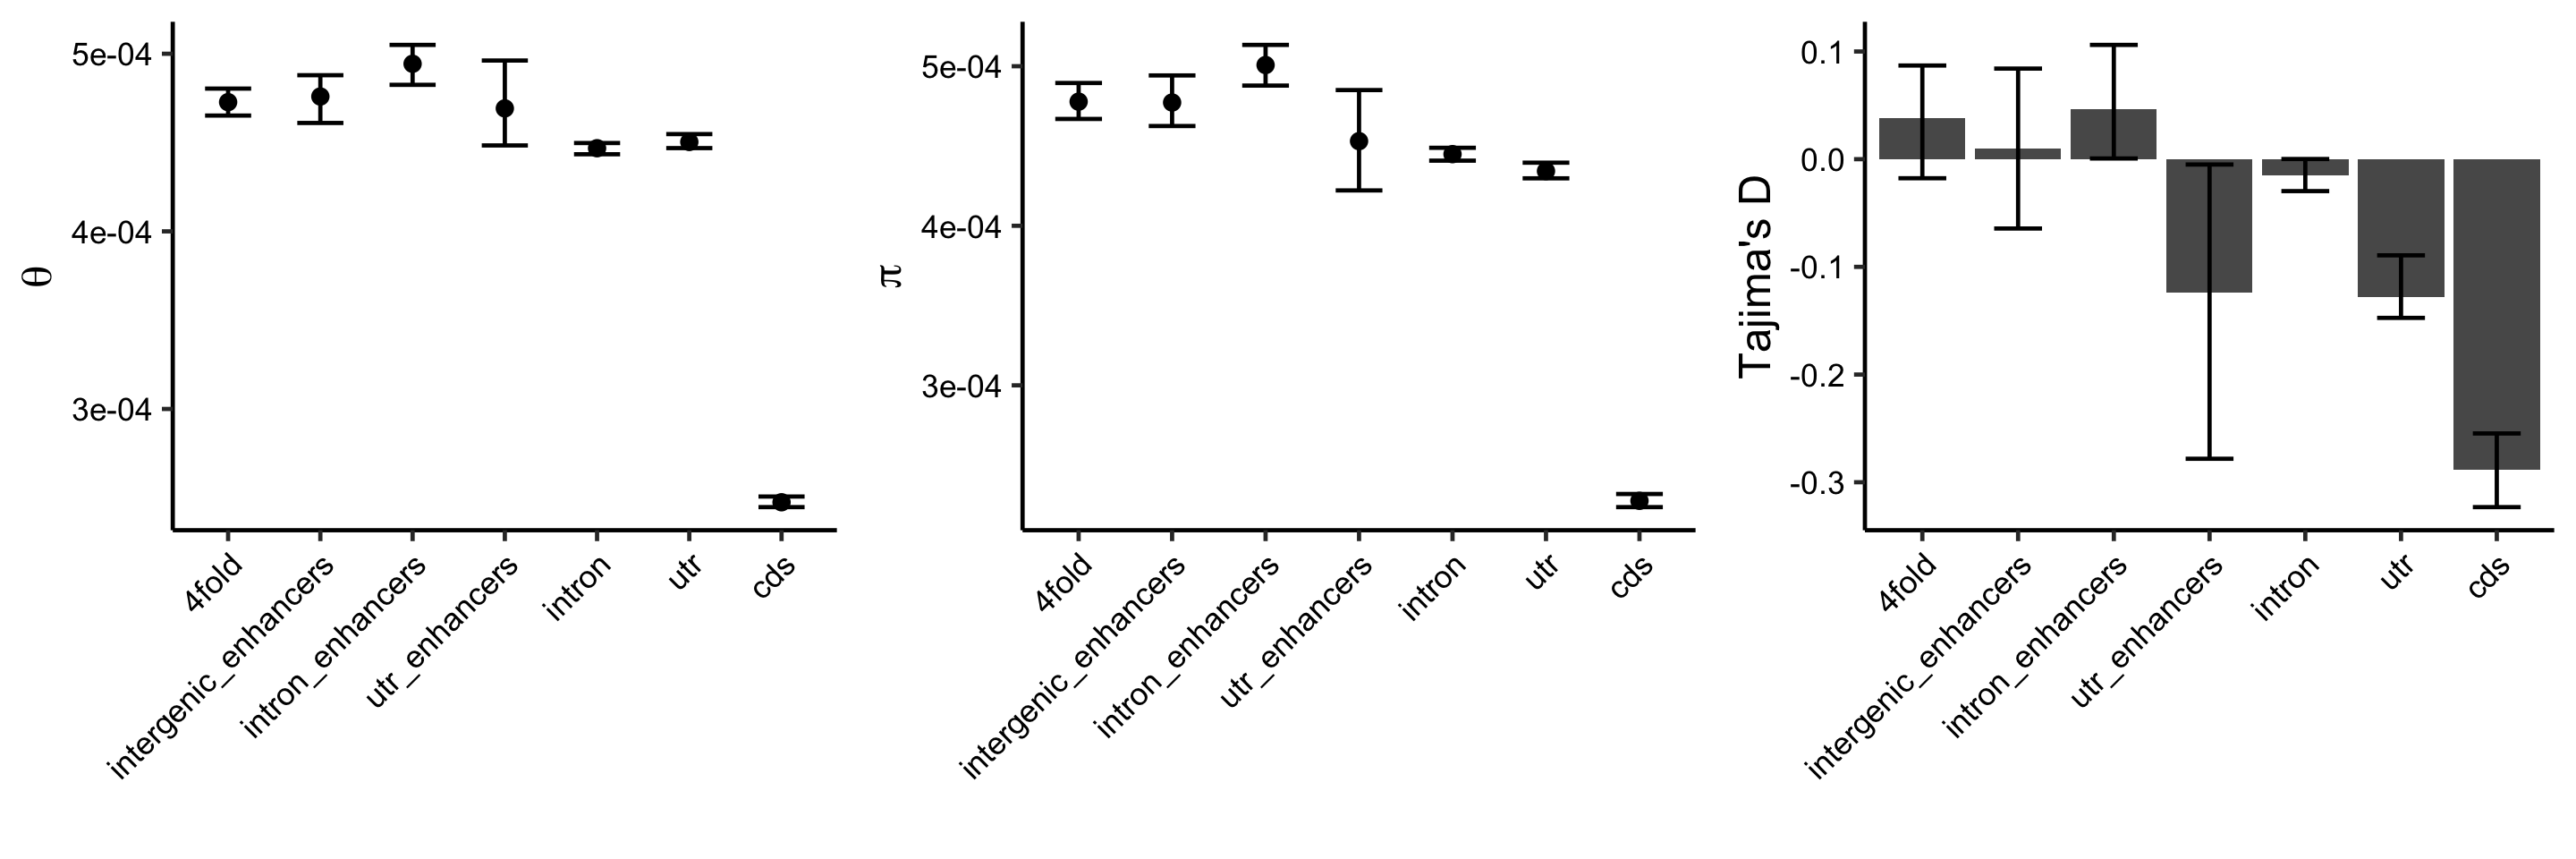 θ
5e-04
4e-04
3e-04
4fold
intergenic_enhancers
intron_enhancers
utr_enhancers
intron
utr
cds
π
5e-04
4e-04
3e-04
4fold
intergenic_enhancers
intron_enhancers
utr_enhancers
intron
utr
cds
Tajima's D
0.1
0.0
-0.1
-0.2
-0.3
4fold
intergenic_enhancers
intron_enhancers
utr_enhancers
intron
utr
cds